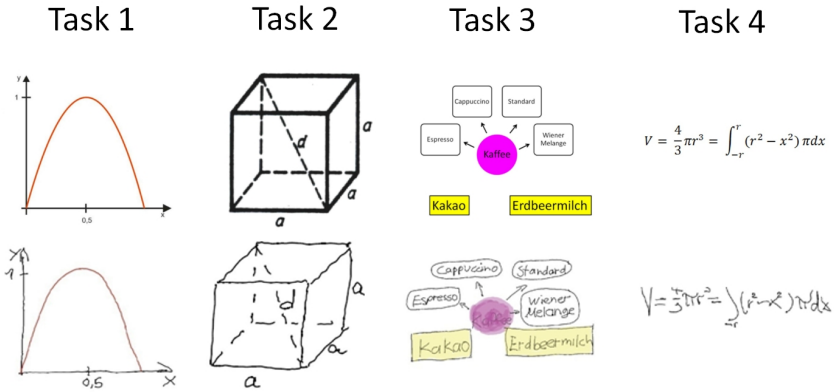 Task 1 Task 2 Task 3 Task 4
y
1
0,5
x
d
a
a
a
Cappuccino Standard
Espresso Kaffee Wiener
Melange
Kakao Erdbeermilch
V = 4/3 πr³ = ∫₋ᵣʳ (r² − x²) πdx
y
1
0,5
x
d
a
a
a
Cappuccino Standard
Espresso Kaffee Wiener
Melange
Kakao Erdbeermilch
V = 4/3 πr³ = ∫₋ᵣ (r² − x²) π dx